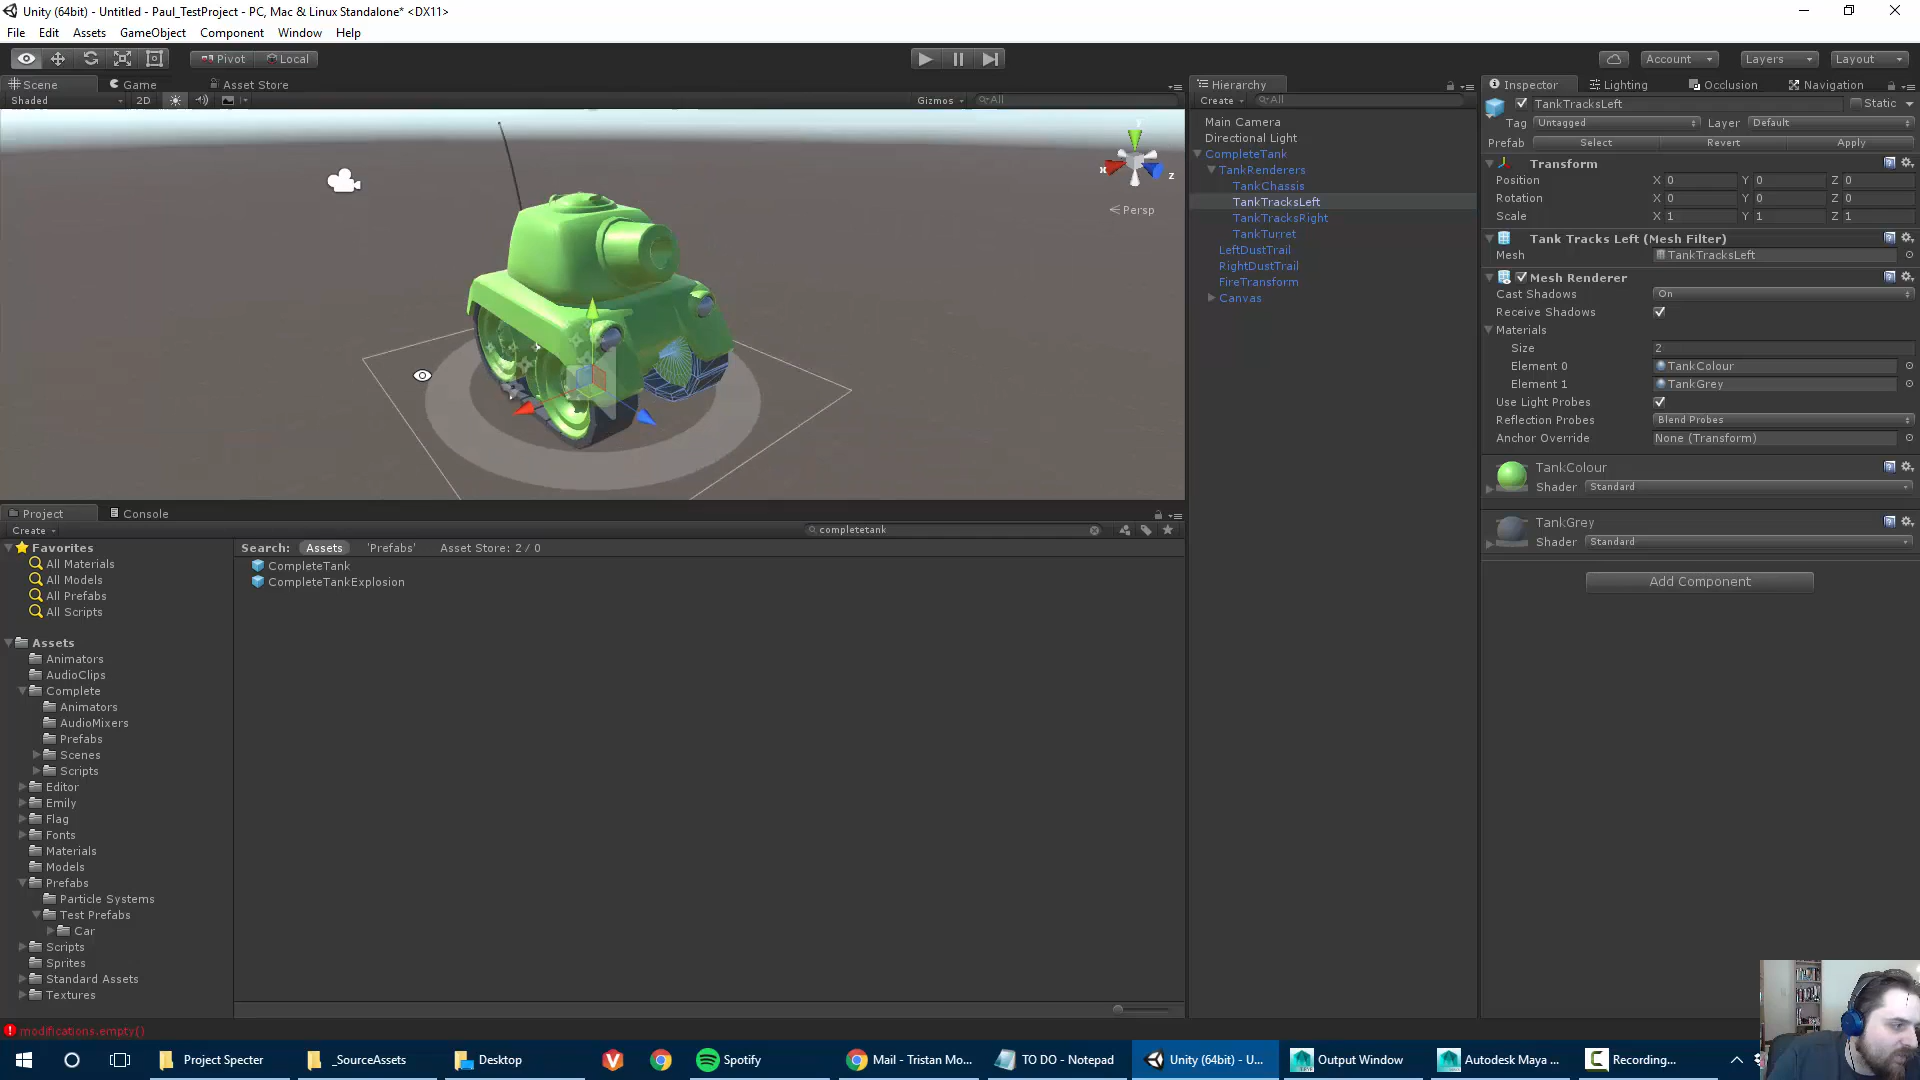 Unity (64bit) - Untitled - Paul_TestProject - PC, Mac & Linux Standalone* <DX11>
File Edit Assets GameObject Component Window Help
Pivot Local Account Layers Layout
Scene Game Asset Store
Shaded 2D Gizmos All
Persp
x y z
Hierarchy
Create All
Main Camera
Directional Light
CompleteTank
TankRenderers
TankChassis
TankTracksLeft
TankTracksRight
TankTurret
LeftDustTrail
RightDustTrail
FireTransform
Canvas
Inspector Lighting Occlusion Navigation
TankTracksLeft Static
Tag Untagged Layer Default
Prefab Select Revert Apply
Transform
Position X 0 Y 0 Z 0
Rotation X 0 Y 0 Z 0
Scale X 1 Y 1 Z 1
Tank Tracks Left (Mesh Filter)
Mesh TankTracksLeft
Mesh Renderer
Cast Shadows On
Receive Shadows
Materials
Size 2
Element 0 TankColour
Element 1 TankGrey
Use Light Probes
Reflection Probes Blend Probes
Anchor Override None (Transform)
TankColour
Shader Standard
TankGrey
Shader Standard
Add Component
Project Console
Create completetank
Favorites
All Materials
All Models
All Prefabs
All Scripts
Assets
Animators
AudioClips
Complete
Animators
AudioMixers
Prefabs
Scenes
Scripts
Editor
Emily
Flag
Fonts
Materials
Models
Prefabs
Particle Systems
Test Prefabs
Car
Scripts
Sprites
Standard Assets
Textures
Search: Assets 'Prefabs' Asset Store: 2 / 0
CompleteTank
CompleteTankExplosion
modifications.empty()
Project Specter _SourceAssets Desktop Spotify Mail - Tristan Mo... TO DO - Notepad Unity (64bit) - U... Output Window Autodesk Maya ... Recording...